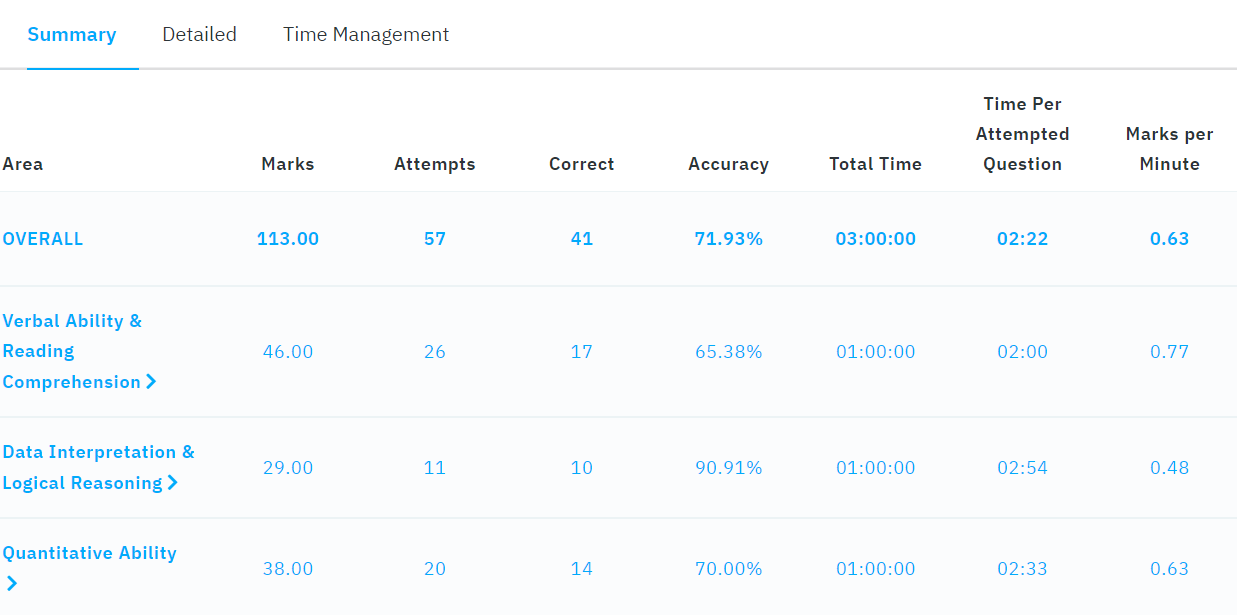 Summary Detailed Time Management
Time Per
Attempted Marks per
Area Marks Attempts Correct Accuracy Total Time Question Minute
OVERALL 113.00 57 41 71.93% 03:00:00 02:22 0.63
Verbal Ability &
Reading 46.00 26 17 65.38% 01:00:00 02:00 0.77
Comprehension
Data Interpretation & 29.00 11 10 90.91% 01:00:00 02:54 0.48
Logical Reasoning
Quantitative Ability 38.00 20 14 70.00% 01:00:00 02:33 0.63